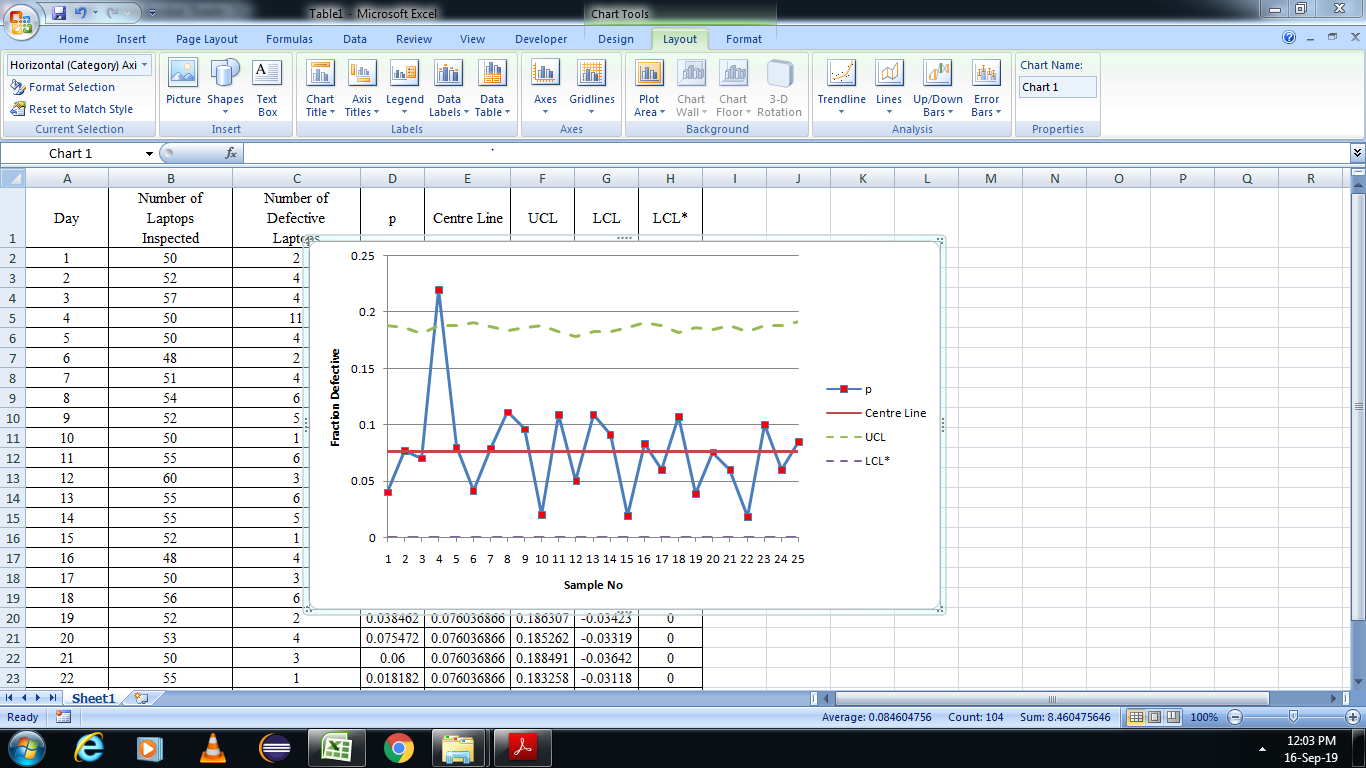 Table1 - Microsoft Excel
Chart Tools
Home Insert Page Layout Formulas Data Review View Developer Design Layout Format
Horizontal (Category) Axi
Format Selection
Reset to Match Style
Current Selection
Picture Shapes Text Box
Insert
Chart Title Axis Titles Legend Data Labels Data Table
Labels
Axes Gridlines
Axes
Plot Area Chart Wall Chart Floor 3-D Rotation
Background
Trendline Lines Up/Down Bars Error Bars
Analysis
Chart Name:
Chart 1
Properties
Chart 1 fx
A B C D E F G H I J K L M N O P Q R
1 Day Number of Laptops Inspected Number of Defective Laptops p Centre Line UCL LCL LCL*
2 1 50 2
3 2 52 4
4 3 57 4
5 4 50 11
6 5 50 4
7 6 48 2
8 7 51 4
9 8 54 6
10 9 52 5
11 10 50 1
12 11 55 6
13 12 60 3
14 13 55 6
15 14 55 5
16 15 52 1
17 16 48 4
18 17 50 3
19 18 56 6
20 19 52 2 0.038462 0.076036866 0.186307 -0.03423 0
21 20 53 4 0.075472 0.076036866 0.185262 -0.03319 0
22 21 50 3 0.06 0.076036866 0.188491 -0.03642 0
23 22 55 1 0.018182 0.076036866 0.183258 -0.03118 0
0.25
0.2
0.15
0.1
0.05
0
Fraction Defective
1 2 3 4 5 6 7 8 9 10 11 12 13 14 15 16 17 18 19 20 21 22 23 24 25
Sample No
p
Centre Line
UCL
LCL*
Sheet1
Ready Average: 0.084604756 Count: 104 Sum: 8.460475646 100%
12:03 PM
16-Sep-19